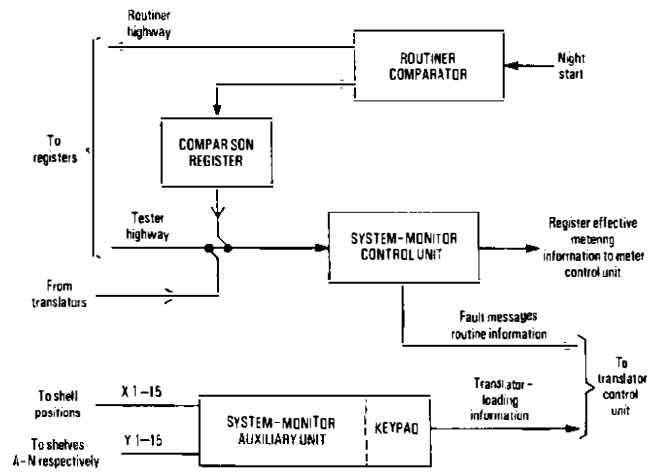 Routiner
highway
ROUTINER
COMPARATOR
Night
start
COMPARSON
REGISTER
To
registers
Tester
highway
SYSTEM-MONITOR
CONTROL UNIT
Register effective
metering
information to meter
control unit
From
translators
Fault messages
routine information
To
translator
control
unit
To shelf
positions
X 1-15
SYSTEM-MONITOR
AUXILIARY UNIT
KEYPAD
Translator-
loading
information
To shelves
A-N respectively
Y 1-15